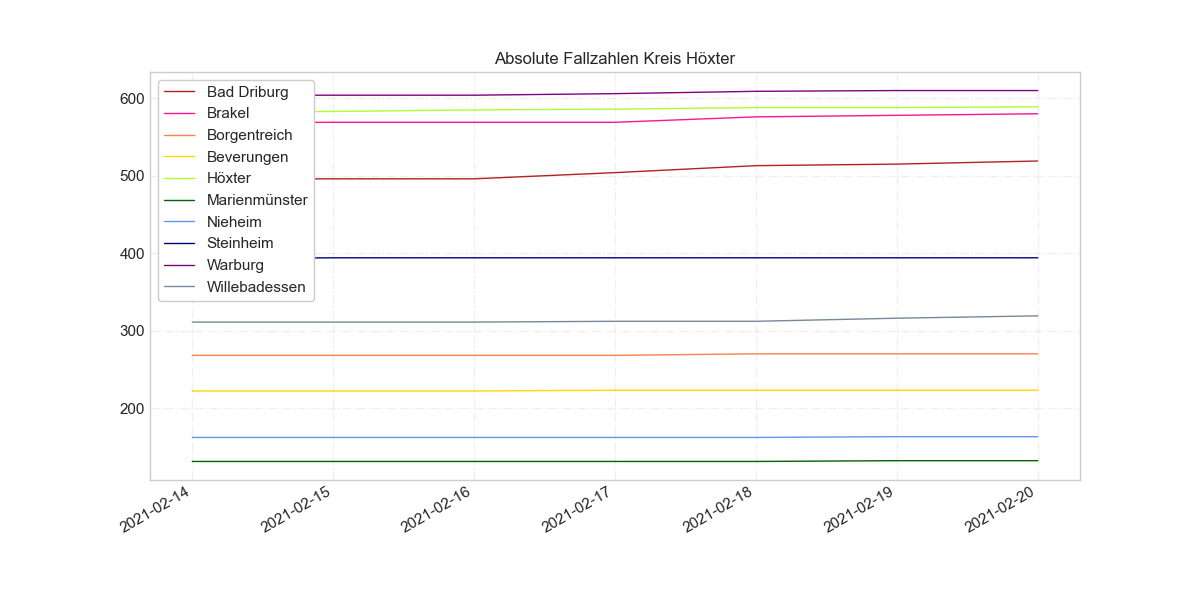 Absolute Fallzahlen Kreis Höxter
Bad Driburg
Brakel
Borgentreich
Beverungen
Höxter
Marienmünster
Nieheim
Steinheim
Warburg
Willebadessen
600
500
400
300
200
2021-02-14
2021-02-15
2021-02-16
2021-02-17
2021-02-18
2021-02-19
2021-02-20